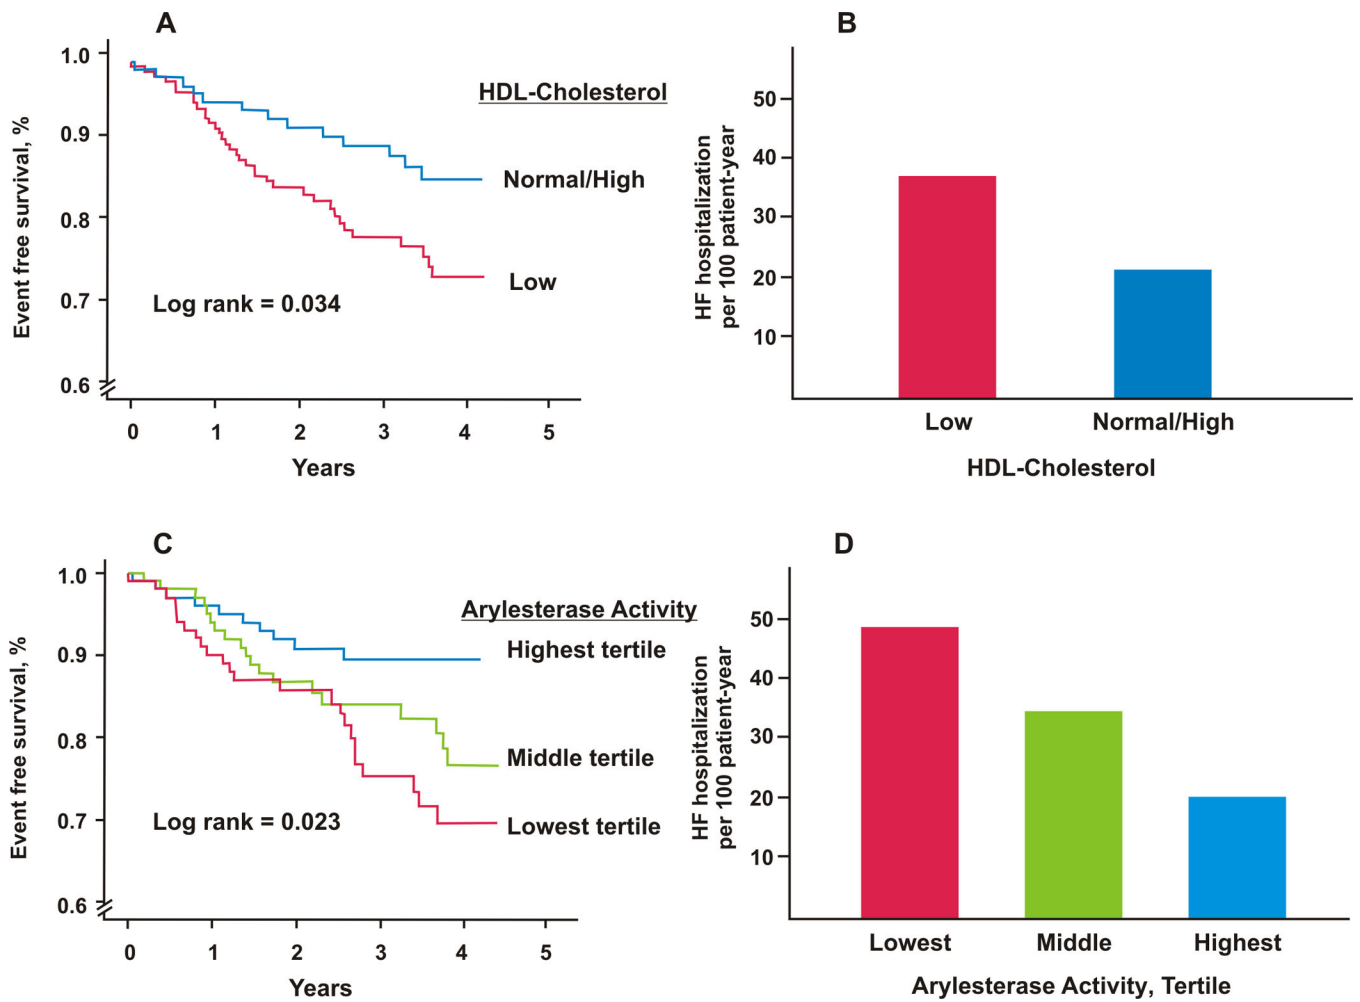 A
1.0
0.9
0.8
0.7
0.6
Event free survival, %
HDL-Cholesterol
Normal/High
Low
Log rank = 0.034
0 1 2 3 4 5
Years
B
50
40
30
20
10
HF hospitalization
per 100 patient-year
Low Normal/High
HDL-Cholesterol
C
1.0
0.9
0.8
0.7
0.6
Event free survival, %
Arylesterase Activity
Highest tertile
Middle tertile
Lowest tertile
Log rank = 0.023
0 1 2 3 4 5
Years
D
50
40
30
20
10
HF hospitalization
per 100 patient-year
Lowest Middle Highest
Arylesterase Activity, Tertile